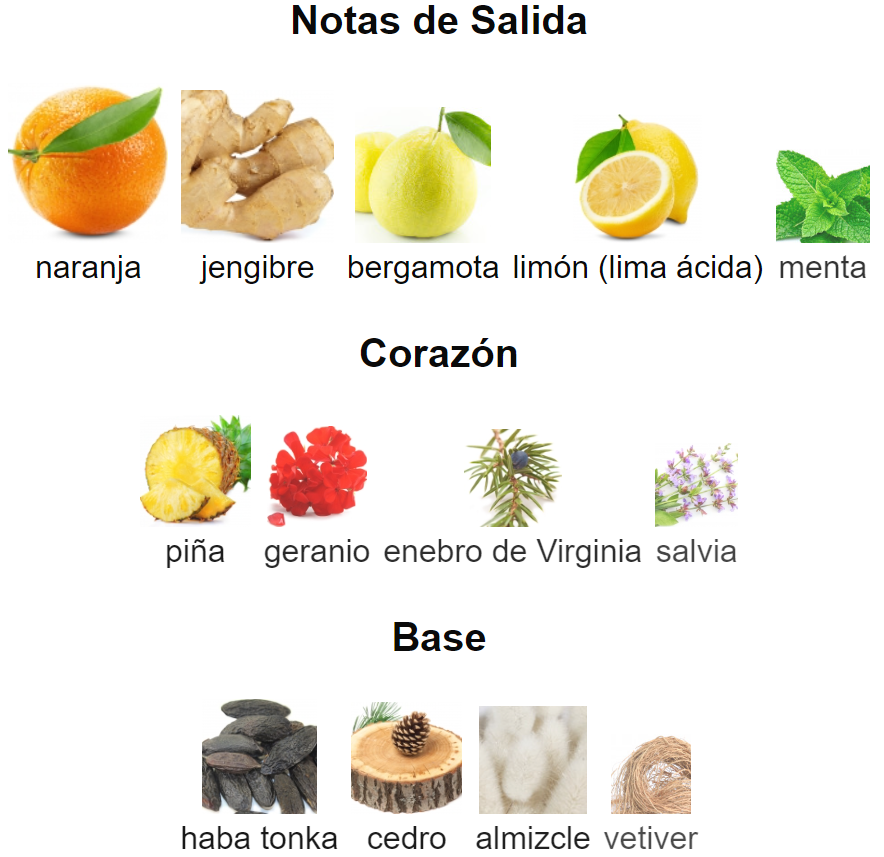 Notas de Salida
naranja jengibre bergamota limón (lima ácida) menta
Corazón
piña geranio enebro de Virginia salvia
Base
haba tonka cedro almizcle vetiver